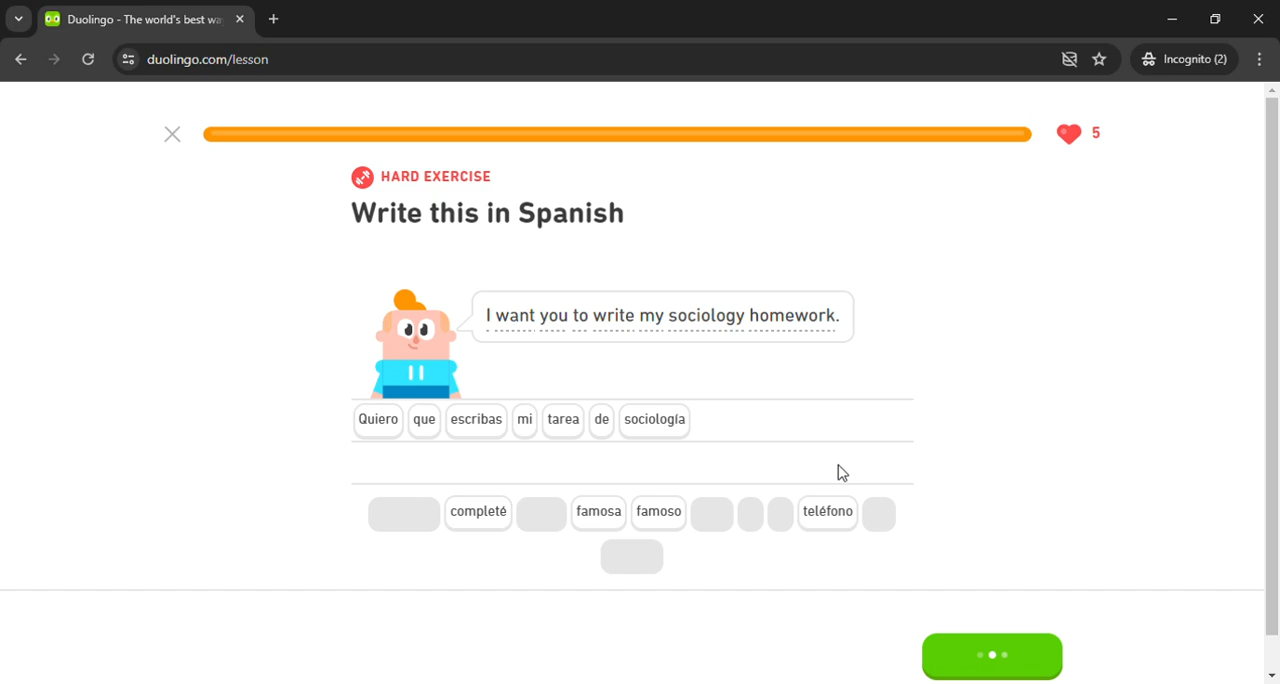 Duolingo - The world's best wa
duolingo.com/lesson
Incognito (2)
5
HARD EXERCISE
Write this in Spanish
I want you to write my sociology homework.
Quiero que escribas mi tarea de sociología
completé famosa famoso teléfono